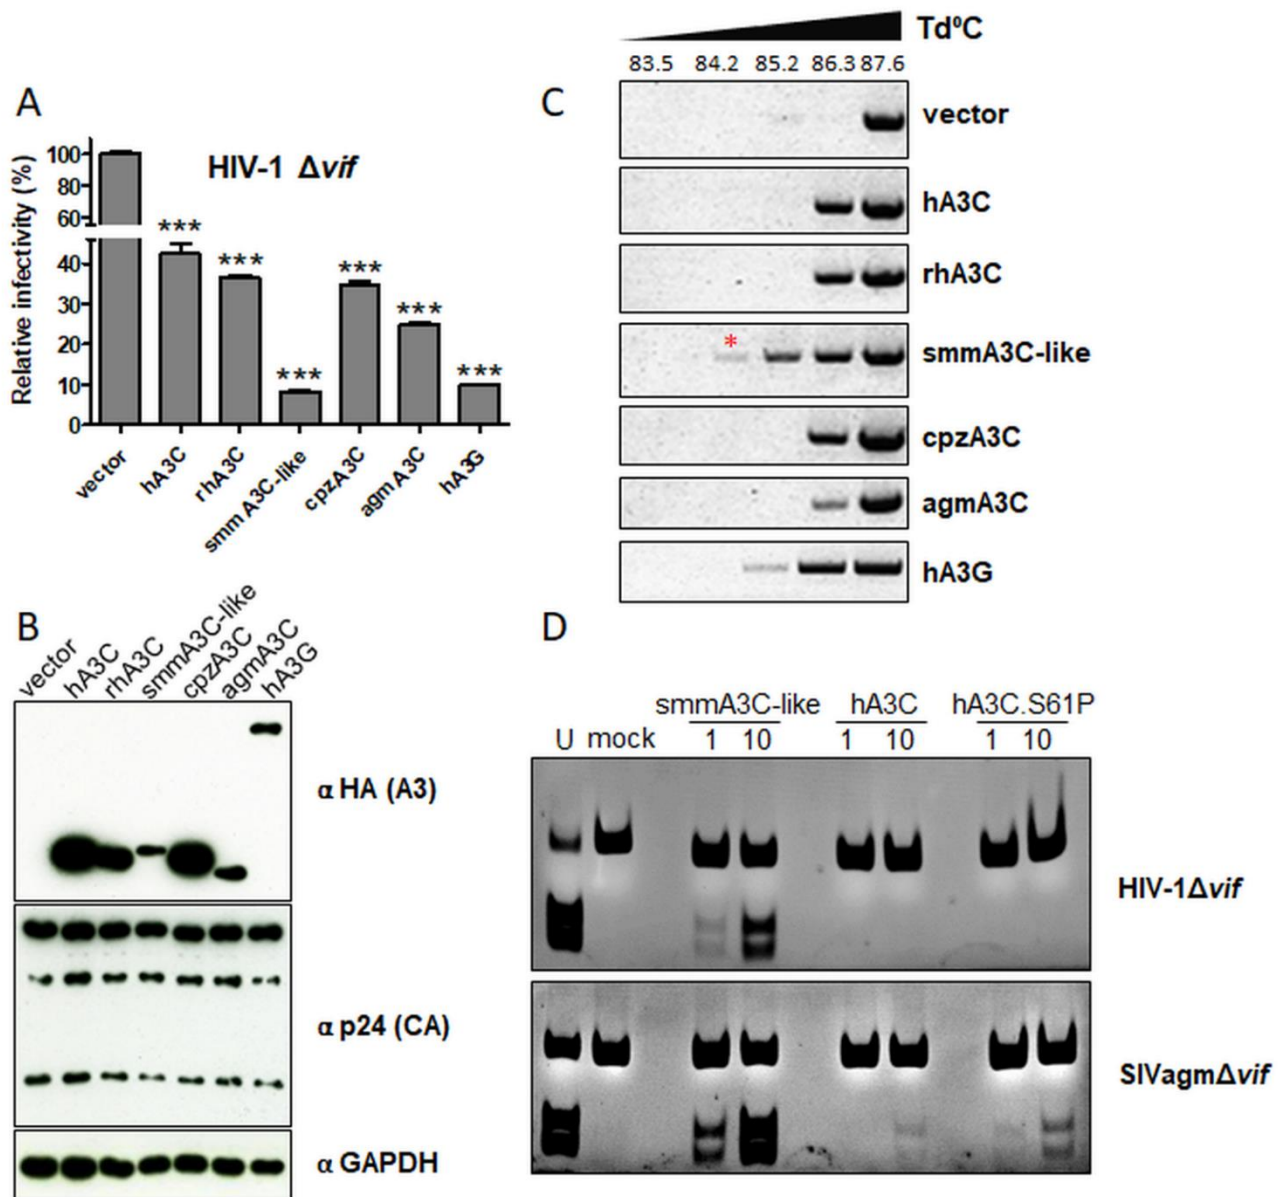 A
HIV-1 Δvif
Relative infectivity (%)
100
80
60
40
30
20
10
0
***
***
***
***
***
***
vector
hA3C
rhA3C
smmA3C-like
cpzA3C
agmA3C
hA3G
B
vector
hA3C
rhA3C
smmA3C-like
cpzA3C
agmA3C
hA3G
α HA (A3)
α p24 (CA)
α GAPDH
C
Td⁰C
83.5 84.2 85.2 86.3 87.6
vector
hA3C
rhA3C
*
smmA3C-like
cpzA3C
agmA3C
hA3G
D
smmA3C-like hA3C hA3C.S61P
U mock 1 10 1 10 1 10
HIV-1Δvif
SIVagmΔvif